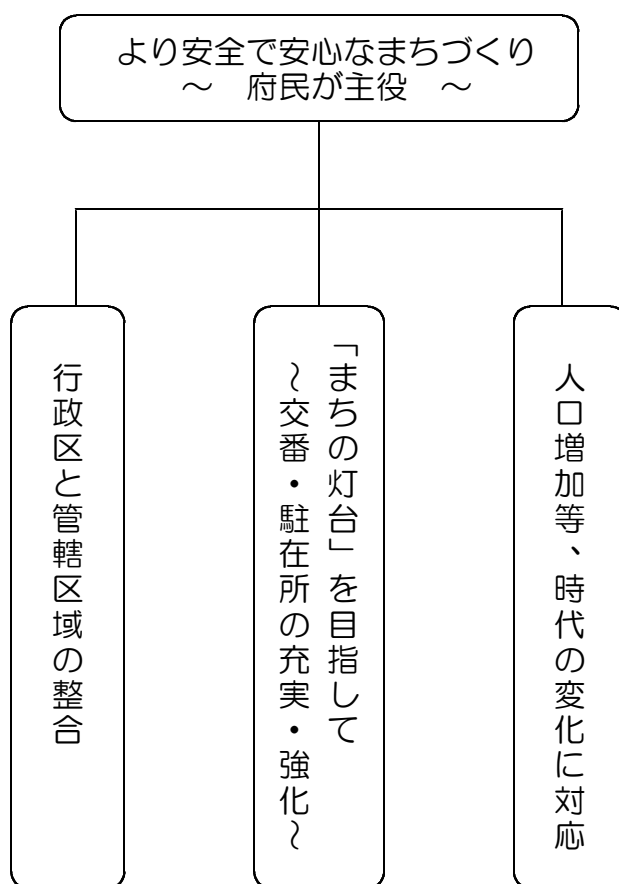 より安全で安心なまちづくり
～　府民が主役　～
行政区と管轄区域の整合
「まちの灯台」を目指して
～交番・駐在所の充実・強化～
人口増加等、時代の変化に対応